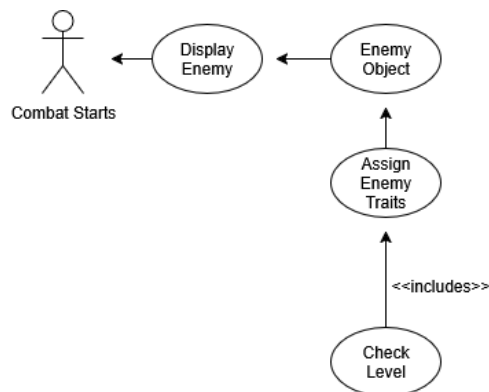 Display
Enemy
Enemy
Object
Combat Starts
Assign
Enemy
Traits
<<includes>>
Check
Level